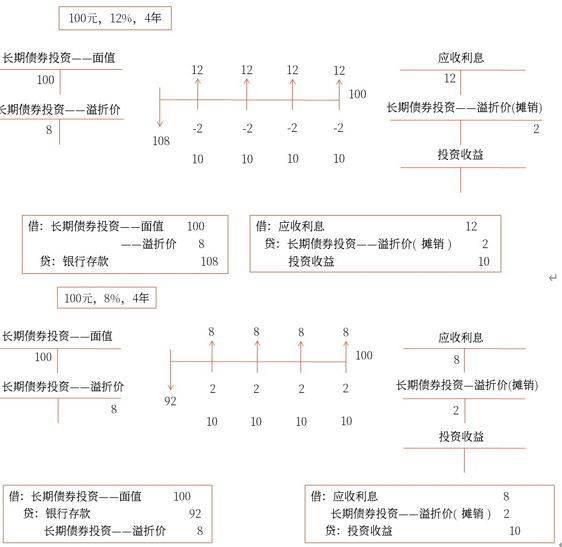 100元，12%，4年
长期债券投资——面值
100
长期债券投资——溢折价
8
12 12 12 12
100
108
-2 -2 -2 -2
10 10 10 10
应收利息
12
长期债券投资——溢折价(摊销)
2
投资收益
借：长期债券投资——面值 100
——溢折价 8
贷：银行存款 108
借：应收利息 12
贷：长期债券投资——溢折价( 摊销 ) 2
投资收益 10
100元，8%，4年
长期债券投资——面值
100
长期债券投资——溢折价
8
8 8 8 8
100
92
2 2 2 2
10 10 10 10
应收利息
8
长期债券投资—溢折价(摊销)
2
投资收益
借：长期债券投资——面值 100
贷：银行存款 92
长期债券投资——溢折价 8
借：应收利息 8
长期债券投资——溢折价( 摊销 ) 2
贷：投资收益 10